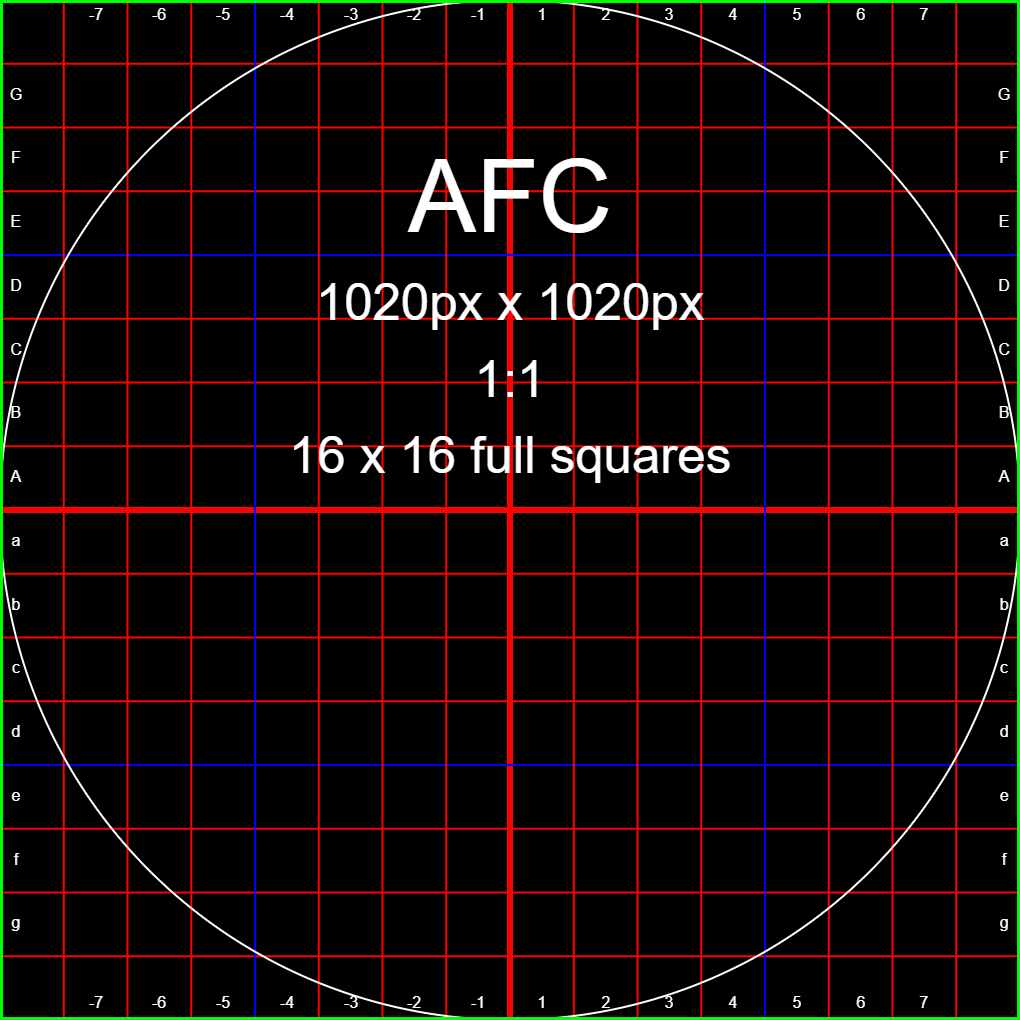 -7 -6 -5 -4 -3 -2 -1 1 2 3 4 5 6 7
G G
F F
AFC
E E
D D
1020px x 1020px
C C
1:1
B B
16 x 16 full squares
A A
a a
b b
c c
d d
e e
f f
g g
-7 -6 -5 -4 -3 -2 -1 1 2 3 4 5 6 7